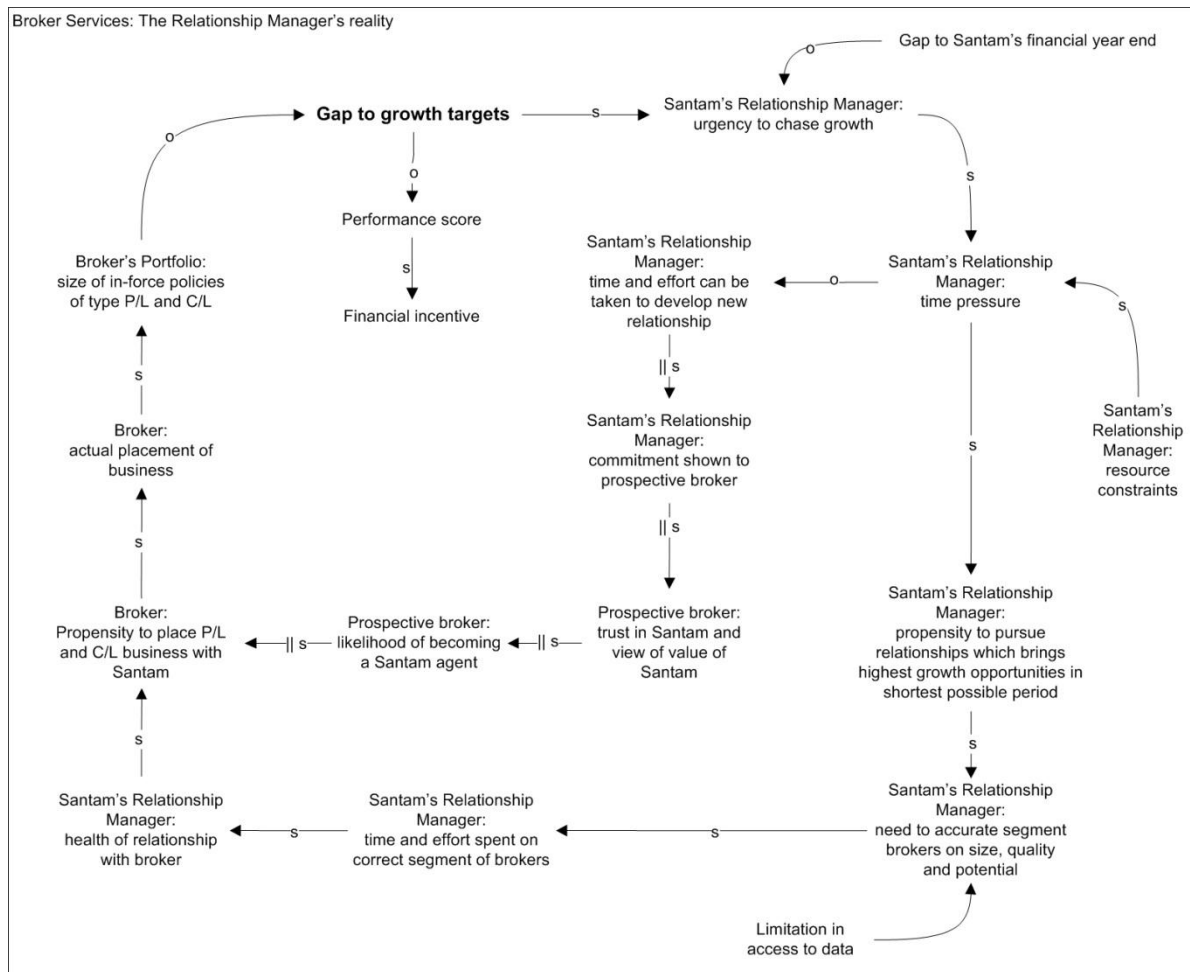 Broker Services: The Relationship Manager's reality
Gap to Santam's financial year end
o
Gap to growth targets
s
Santam's Relationship Manager:
urgency to chase growth
o
o
s
Performance score
s
Financial incentive
Broker's Portfolio:
size of in-force policies
of type P/L and C/L
Santam's Relationship
Manager:
time and effort can be
taken to develop new
relationship
o
Santam's Relationship
Manager:
time pressure
s
|| s
s
s
Broker:
actual placement of
business
Santam's Relationship
Manager:
commitment shown to
prospective broker
Santam's
Relationship
Manager:
resource
constraints
s
|| s
Broker:
Propensity to place P/L
and C/L business with
Santam
|| s
Prospective broker:
likelihood of becoming
a Santam agent
|| s
Prospective broker:
trust in Santam and
view of value of
Santam
Santam's Relationship
Manager:
propensity to pursue
relationships which brings
highest growth opportunities in
shortest possible period
s
s
Santam's Relationship
Manager:
health of relationship
with broker
s
Santam's Relationship
Manager:
time and effort spent on
correct segment of brokers
s
Santam's Relationship
Manager:
need to accurate segment
brokers on size, quality
and potential
Limitation in
access to data